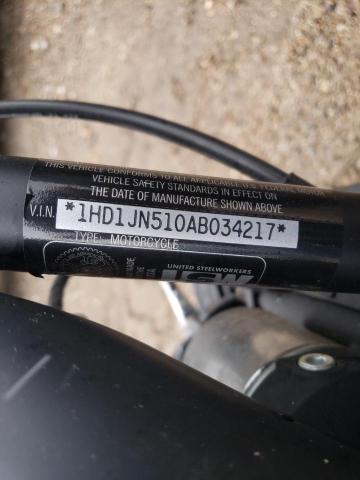 THIS VEHICLE CONFORMS TO ALL APPLICABLE U.S. FEDERAL
VEHICLE SAFETY STANDARDS IN EFFECT ON
THE DATE OF MANUFACTURE SHOWN ABOVE
V.I.N. *1HD1JN510AB034217*
TYPE: MOTORCYCLE
UNITED STEELWORKERS